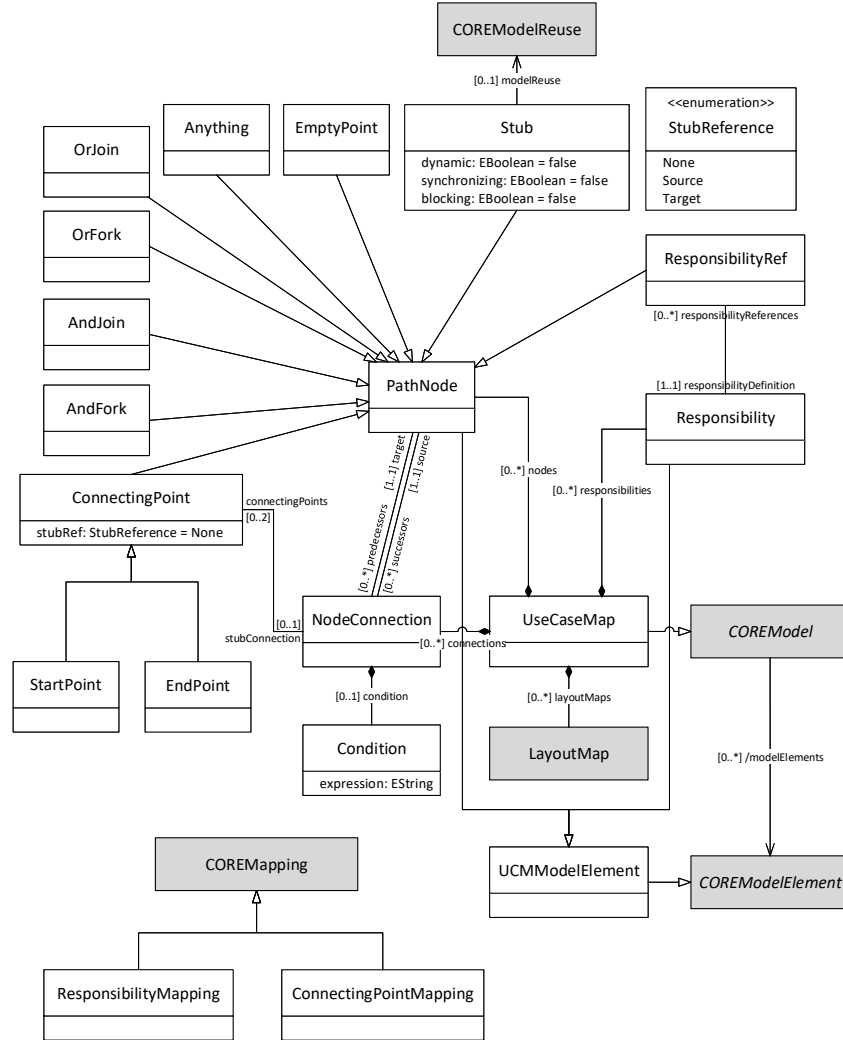 COREModelReuse
[0..1] modelReuse
Anything
EmptyPoint
Stub
dynamic: EBoolean = false
synchronizing: EBoolean = false
blocking: EBoolean = false
<<enumeration>>
StubReference
None
Source
Target
OrJoin
OrFork
AndJoin
AndFork
ResponsibilityRef
[0..*] responsibilityReferences
[1..1] responsibilityDefinition
Responsibility
PathNode
[1..1] target
[1..1] source
[0..*] nodes
[0..*] responsibilities
ConnectingPoint
stubRef: StubReference = None
connectingPoints
[0..2]
[0..*] predecessors
[0..*] successors
[0..1]
stubConnection
NodeConnection
[0..*] connections
UseCaseMap
COREModel
StartPoint
EndPoint
[0..1] condition
[0..*] layoutMaps
Condition
expression: EString
LayoutMap
[0..*] /modelElements
UCMModelElement
COREModelElement
COREMapping
ResponsibilityMapping
ConnectingPointMapping